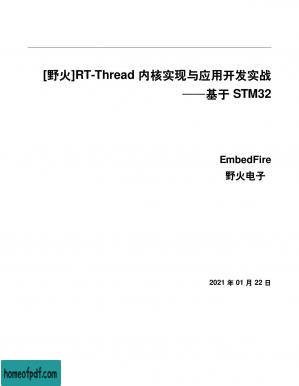 [野火]RT-Thread 内核实现与应用开发实战
——基于 STM32
EmbedFire
野火电子
2021 年 01 月 22 日
homeofpdf.com